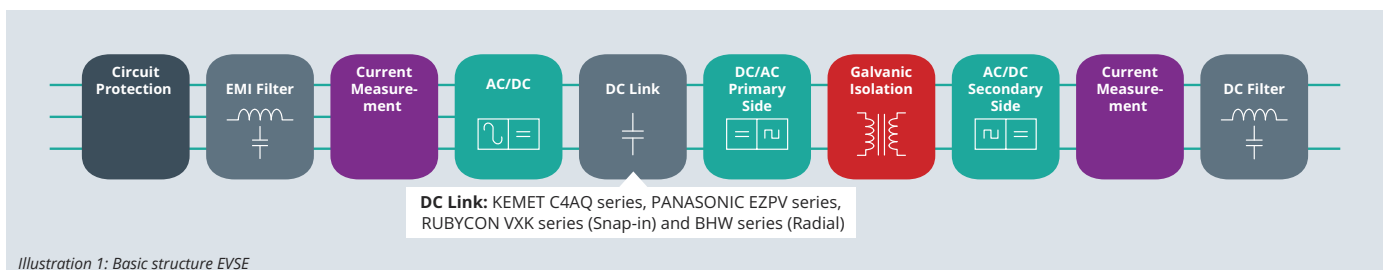 Circuit
Protection
EMI Filter
Current
Measure-
ment
AC/DC
DC Link
DC/AC
Primary
Side
Galvanic
Isolation
AC/DC
Secondary
Side
Current
Measure-
ment
DC Filter
DC Link: KEMET C4AQ series, PANASONIC EZPV series,
RUBYCON VXK series (Snap-in) and BHW series (Radial)
Illustration 1: Basic structure EVSE